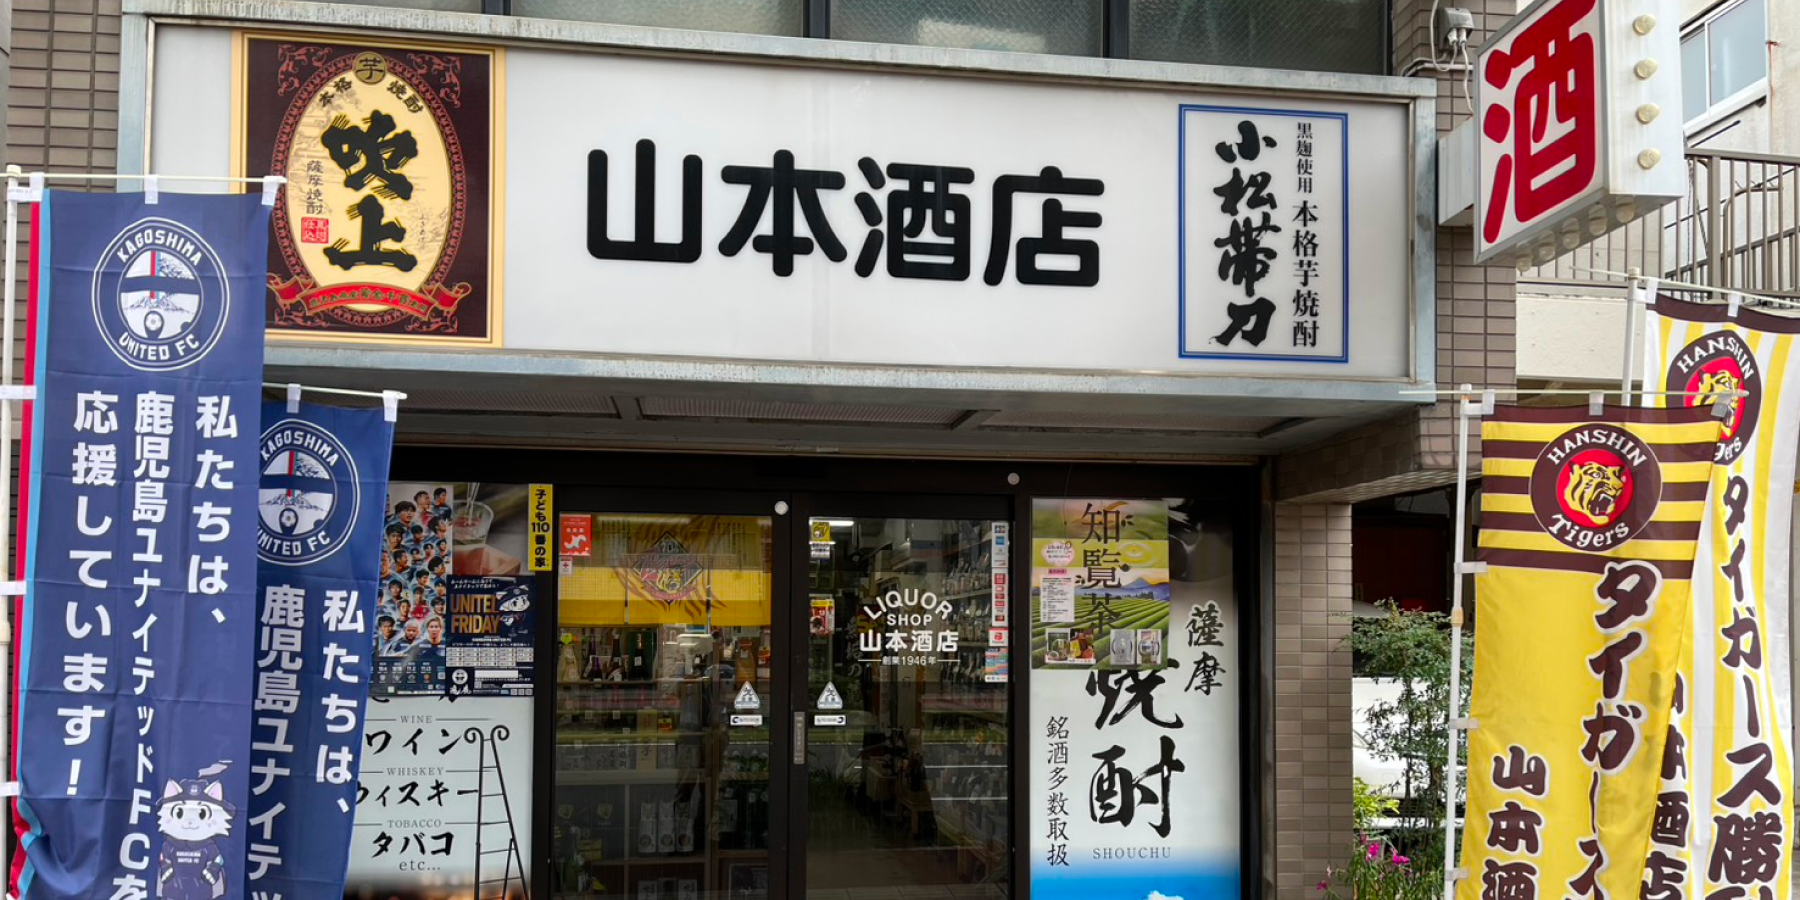 芋
本格 焼酎
吹上
薩摩焼酎
山本酒店
黒麹使用 本格芋焼酎
小松帯刀
酒
KAGOSHIMA
UNITED FC
私たちは、
鹿児島ユナイテッドFCを
応援しています!
KAGOSHIMA
UNITED FC
私たちは、
鹿児島ユナイテッ
子ども110番の家
UNITED
FRIDAY
WINE
ワイン
WHISKEY
ウィスキー
TOBACCO
タバコ
etc...
LIQUOR
SHOP
山本酒店
創業1946年
知覧茶
薩摩
焼酎
SHOUCHU
銘酒多数取扱
HANSHIN
Tigers
タイガース
山本酒
HANSHIN
Tigers
タイガース勝
山本酒店